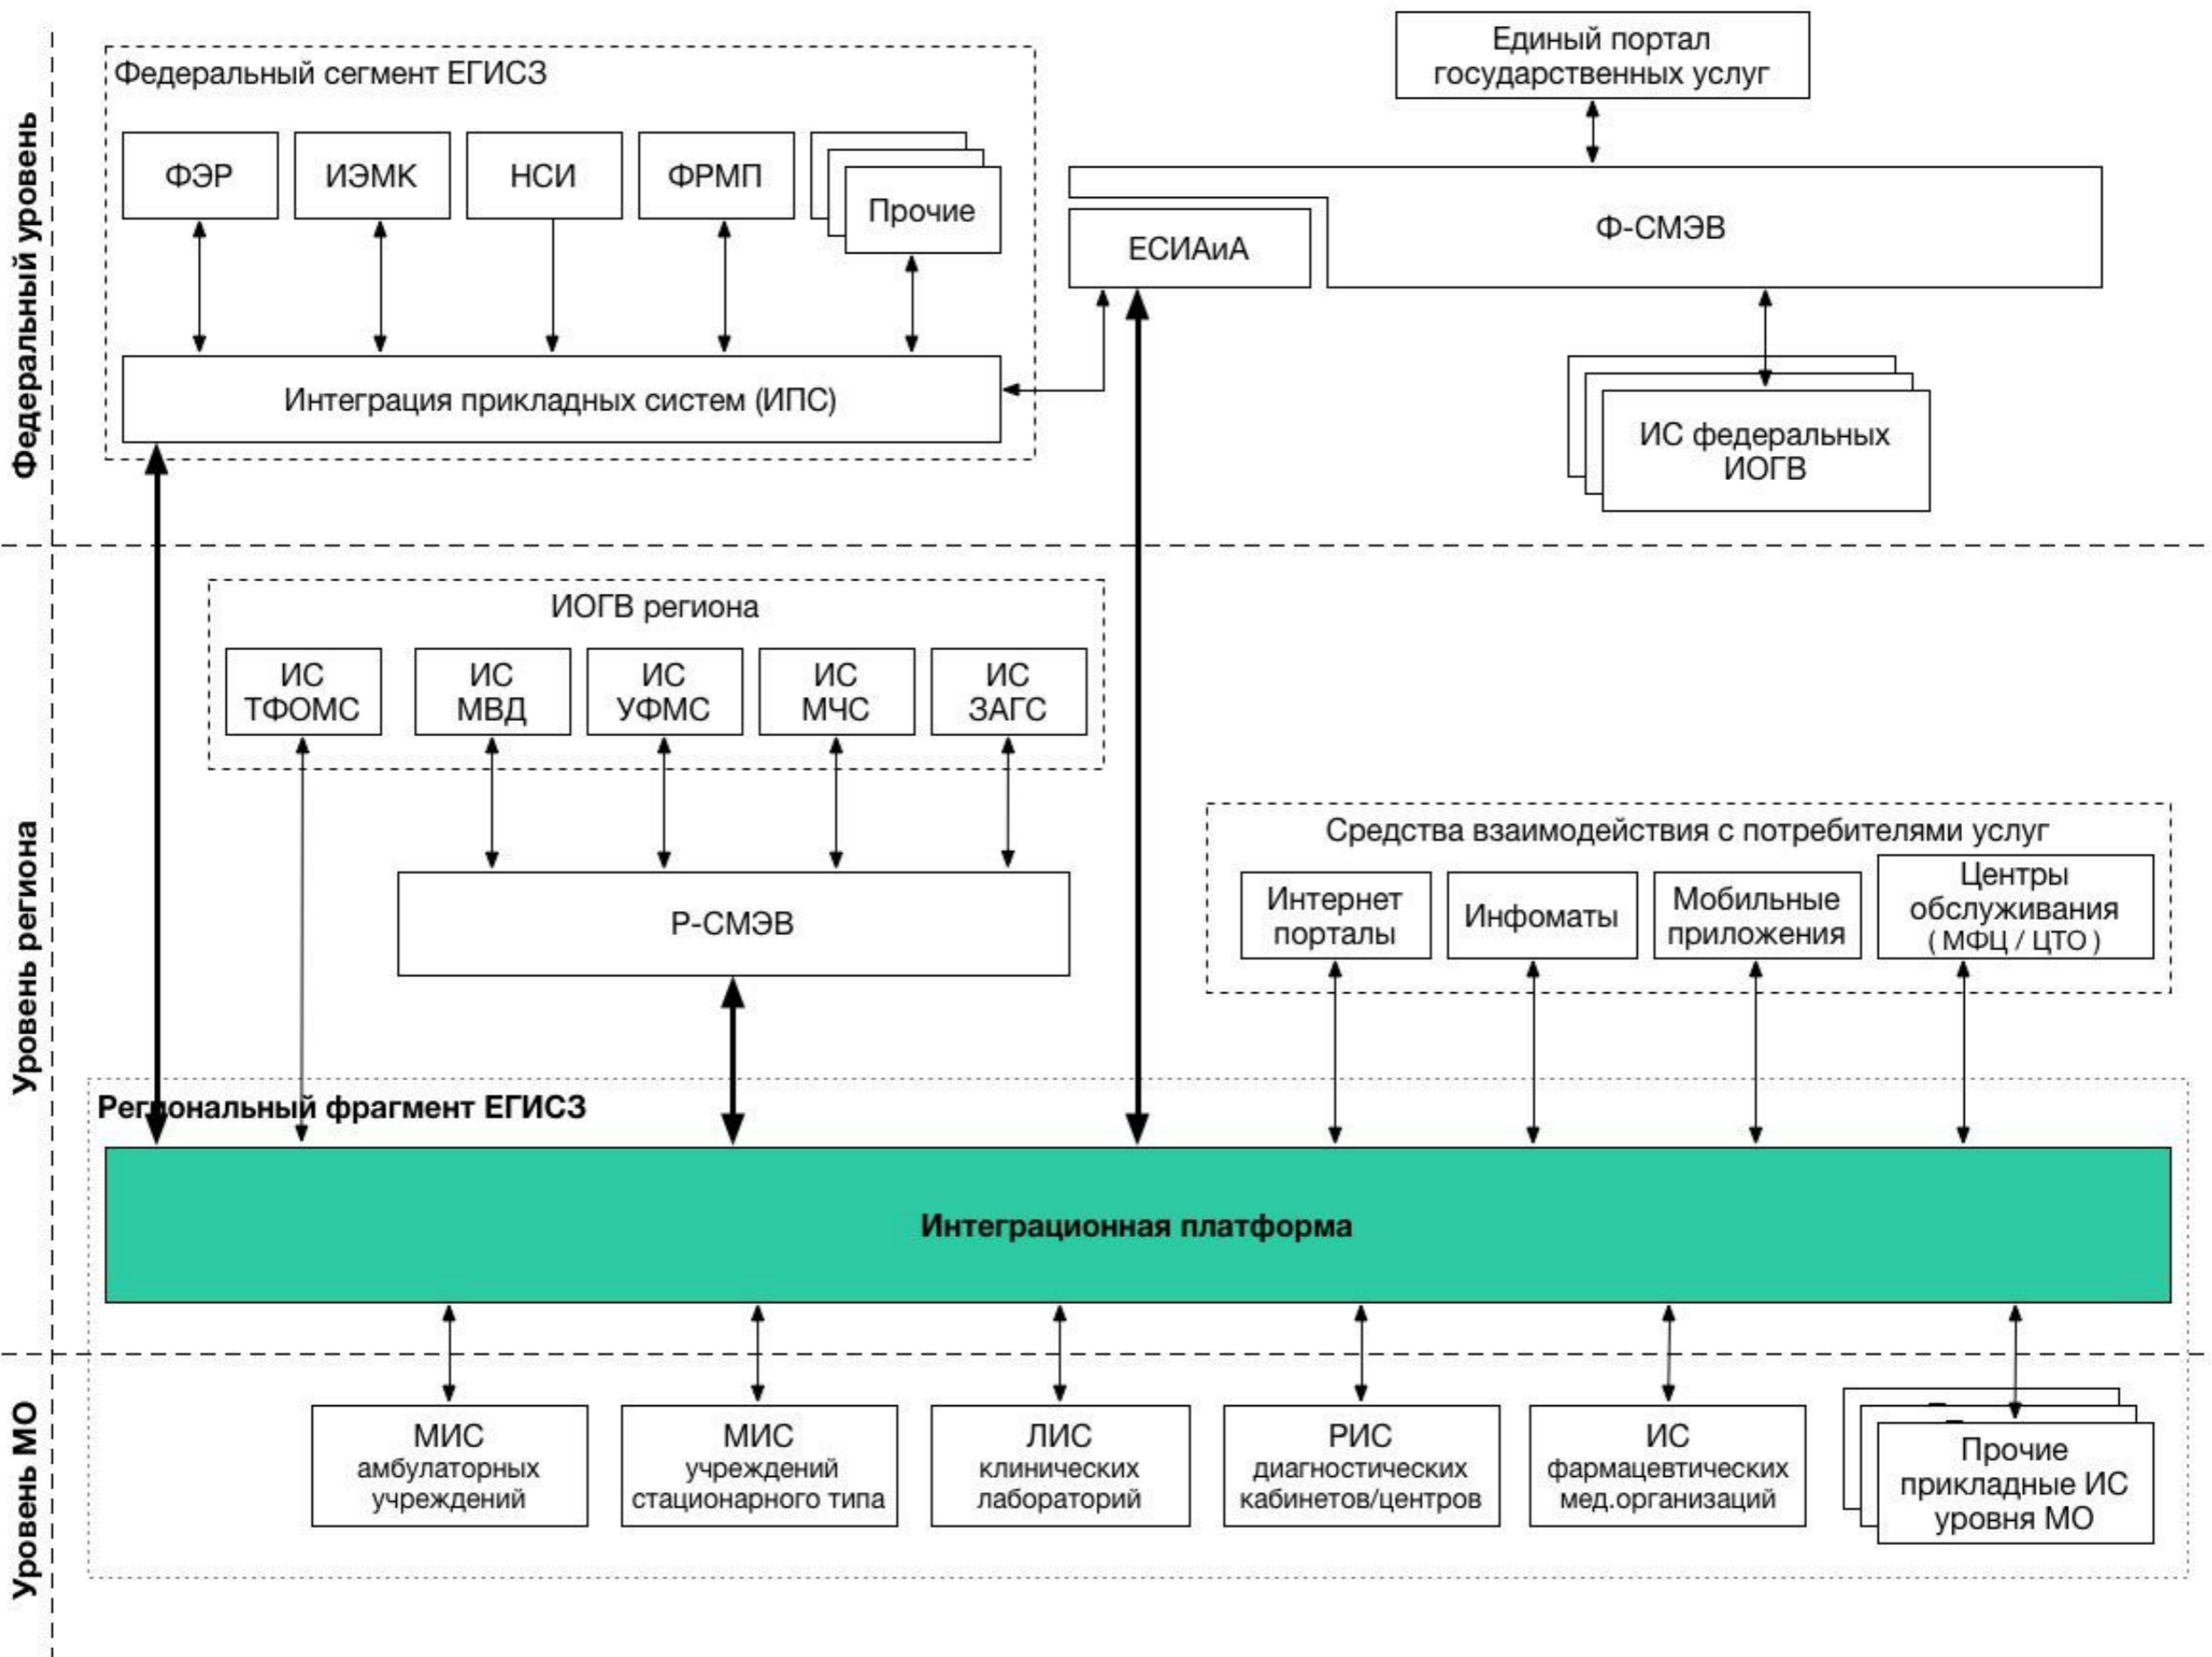 Федеральный уровень
Федеральный сегмент ЕГИСЗ
ФЭР
ИЭМК
НСИ
ФРМП
Прочие
Интеграция прикладных систем (ИПС)
Единый портал
государственных услуг
Ф-СМЭВ
ЕСИАиА
ИС федеральных
ИОГВ
Уровень региона
ИОГВ региона
ИС
ТФОМС
ИС
МВД
ИС
УФМС
ИС
МЧС
ИС
ЗАГС
Р-СМЭВ
Средства взаимодействия с потребителями услуг
Интернет
порталы
Инфоматы
Мобильные
приложения
Центры
обслуживания
( МФЦ / ЦТО )
Региональный фрагмент ЕГИСЗ
Интеграционная платформа
Уровень МО
МИС
амбулаторных
учреждений
МИС
учреждений
стационарного типа
ЛИС
клинических
лабораторий
РИС
диагностических
кабинетов/центров
ИС
фармацевтических
мед.организаций
Прочие
прикладные ИС
уровня МО